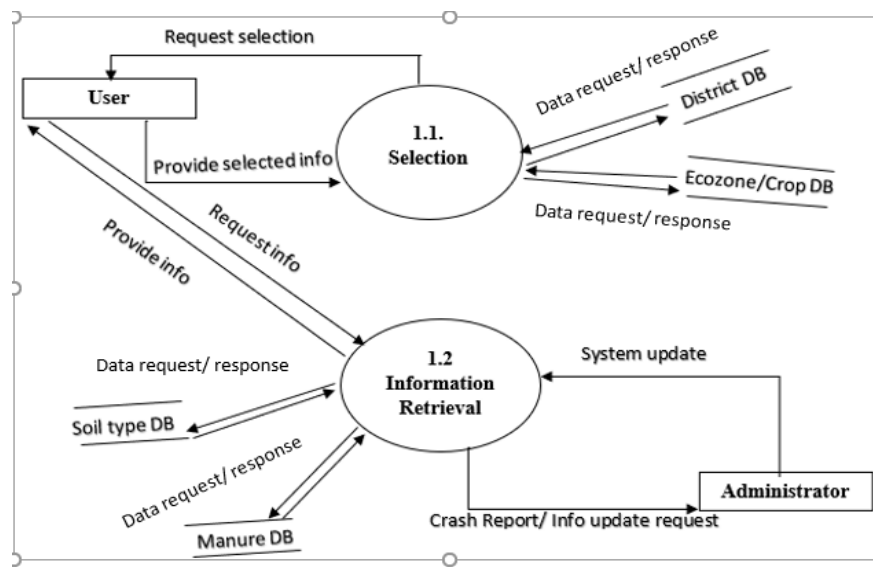 Request selection
User
Provide selected info
1.1.
Selection
Data request/ response
District DB
Ecozone/Crop DB
Data request/ response
Request info
Provide info
1.2
Information
Retrieval
Data request/ response
Soil type DB
Data request/ response
Manure DB
System update
Administrator
Crash Report/ Info update request